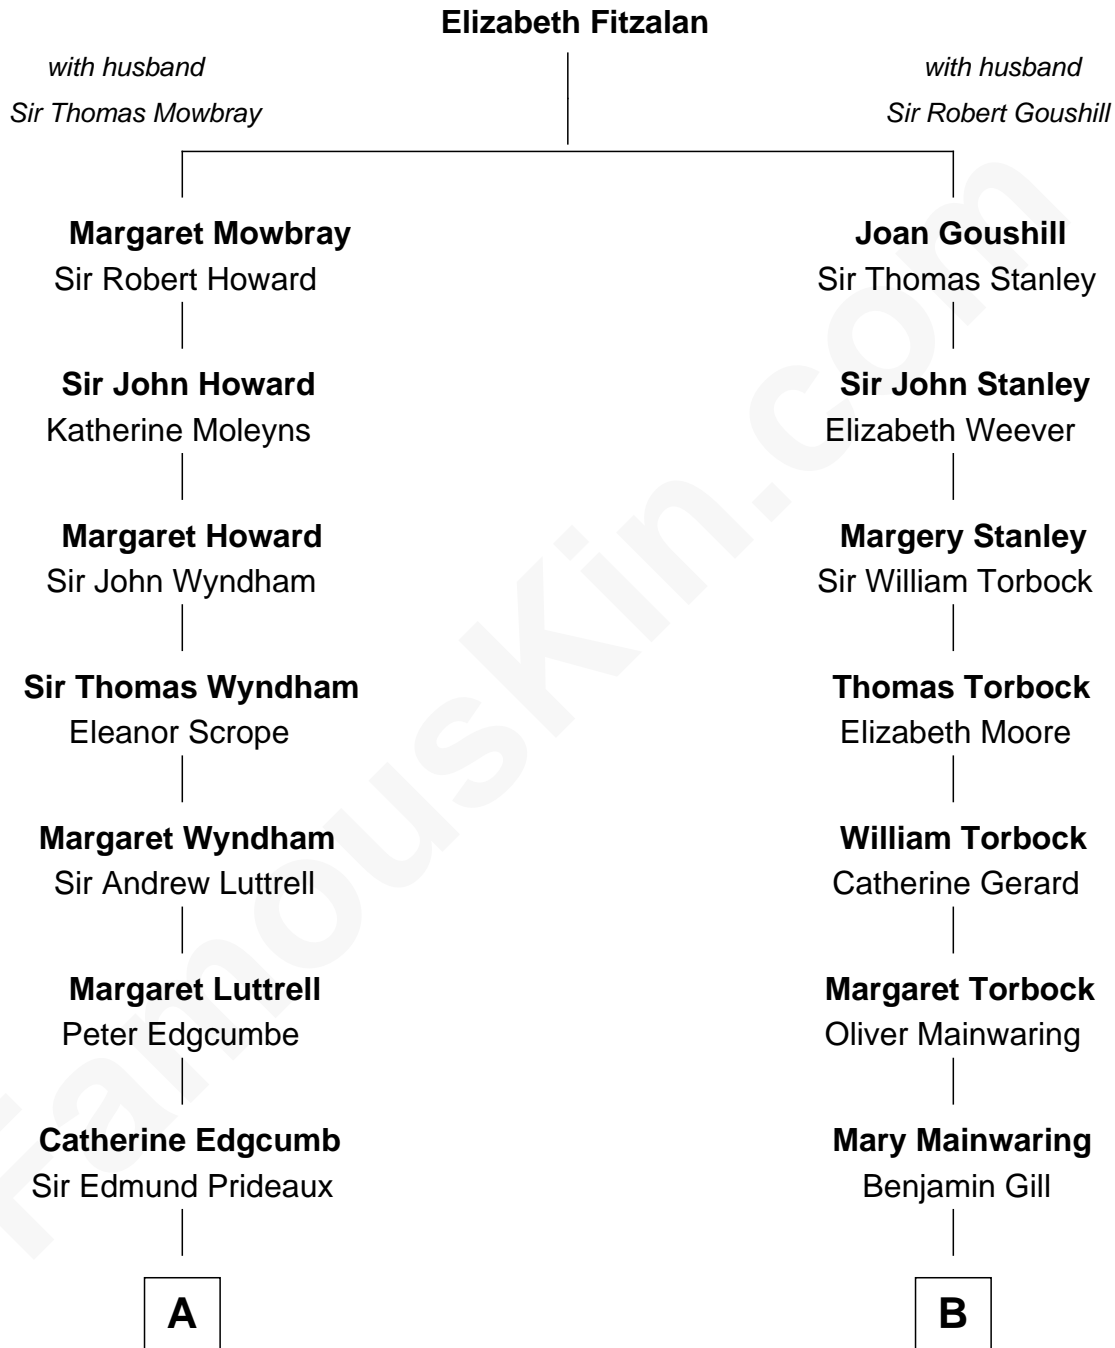 Elizabeth Fitzalan
with husband
Sir Thomas Mowbray
with husband
Sir Robert Goushill
Margaret Mowbray
Sir Robert Howard
Joan Goushill
Sir Thomas Stanley
Sir John Howard
Katherine Moleyns
Sir John Stanley
Elizabeth Weever
Margaret Howard
Sir John Wyndham
Margery Stanley
Sir William Torbock
Sir Thomas Wyndham
Eleanor Scrope
Thomas Torbock
Elizabeth Moore
Margaret Wyndham
Sir Andrew Luttrell
William Torbock
Catherine Gerard
Margaret Luttrell
Peter Edgcumbe
Margaret Torbock
Oliver Mainwaring
Catherine Edgcumb
Sir Edmund Prideaux
Mary Mainwaring
Benjamin Gill
A
B
FamousKin.com